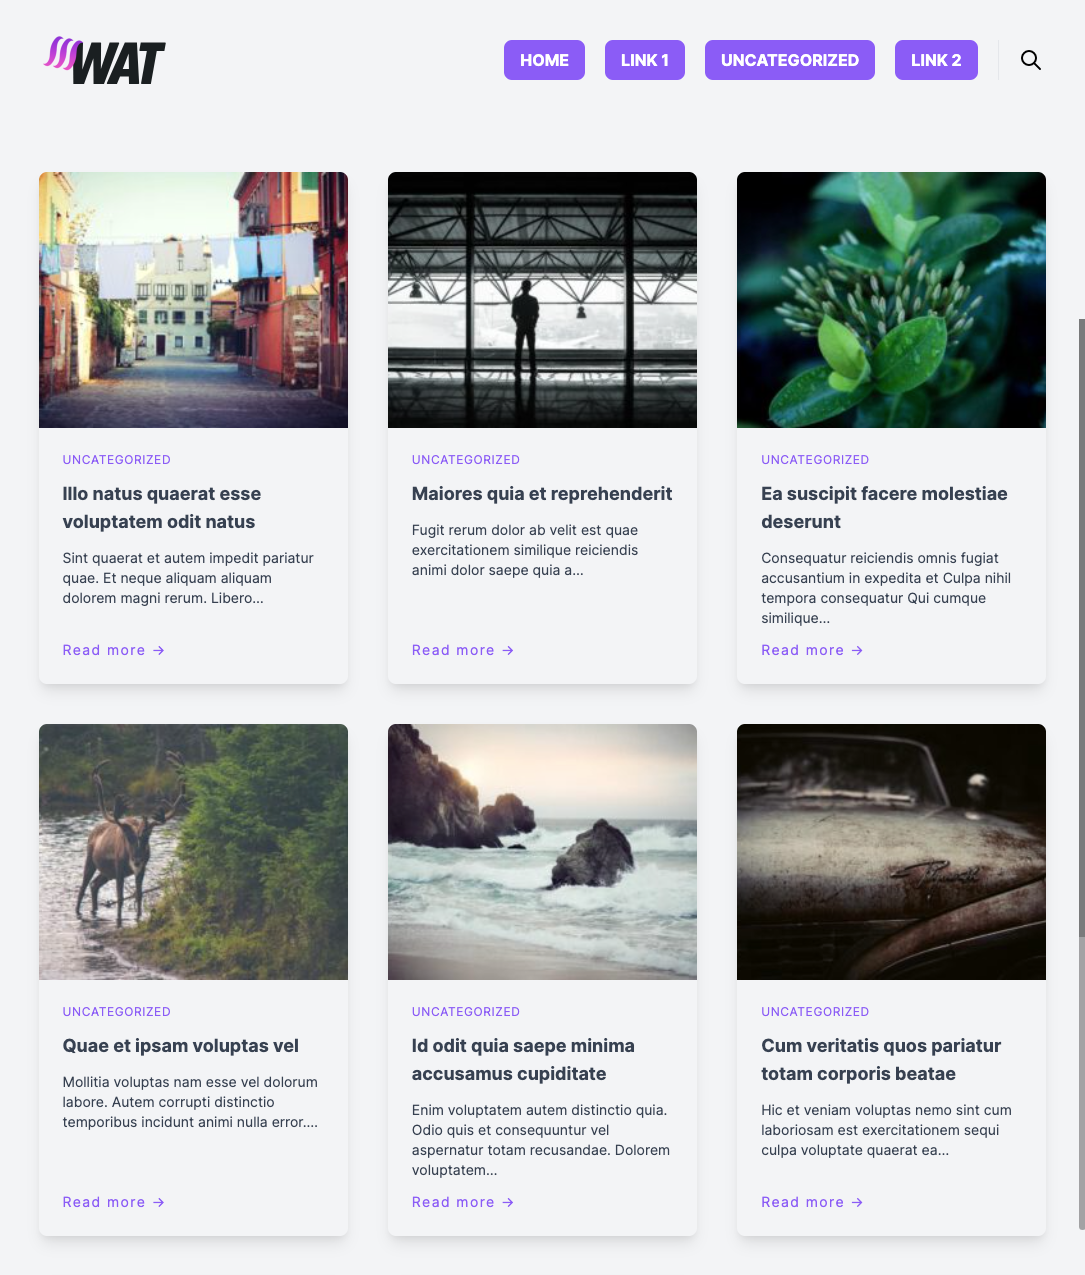 WAT
HOME
LINK 1
UNCATEGORIZED
LINK 2
UNCATEGORIZED
Illo natus quaerat esse
voluptatem odit natus
Sint quaerat et autem impedit pariatur
quae. Et neque aliquam aliquam
dolorem magni rerum. Libero...
Read more →
UNCATEGORIZED
Maiores quia et reprehenderit
Fugit rerum dolor ab velit est quae
exercitationem similique reiciendis
animi dolor saepe quia a...
Read more →
UNCATEGORIZED
Ea suscipit facere molestiae
deserunt
Consequatur reiciendis omnis fugiat
accusantium in expedita et Culpa nihil
tempora consequatur Qui cumque
similique...
Read more →
UNCATEGORIZED
Quae et ipsam voluptas vel
Mollitia voluptas nam esse vel dolorum
labore. Autem corrupti distinctio
temporibus incidunt animi nulla error....
Read more →
UNCATEGORIZED
Id odit quia saepe minima
accusamus cupiditate
Enim voluptatem autem distinctio quia.
Odio quis et consequuntur vel
aspernatur totam recusandae. Dolorem
voluptatem...
Read more →
Plymouth
UNCATEGORIZED
Cum veritatis quos pariatur
totam corporis beatae
Hic et veniam voluptas nemo sint cum
laboriosam est exercitationem sequi
culpa voluptate quaerat ea...
Read more →